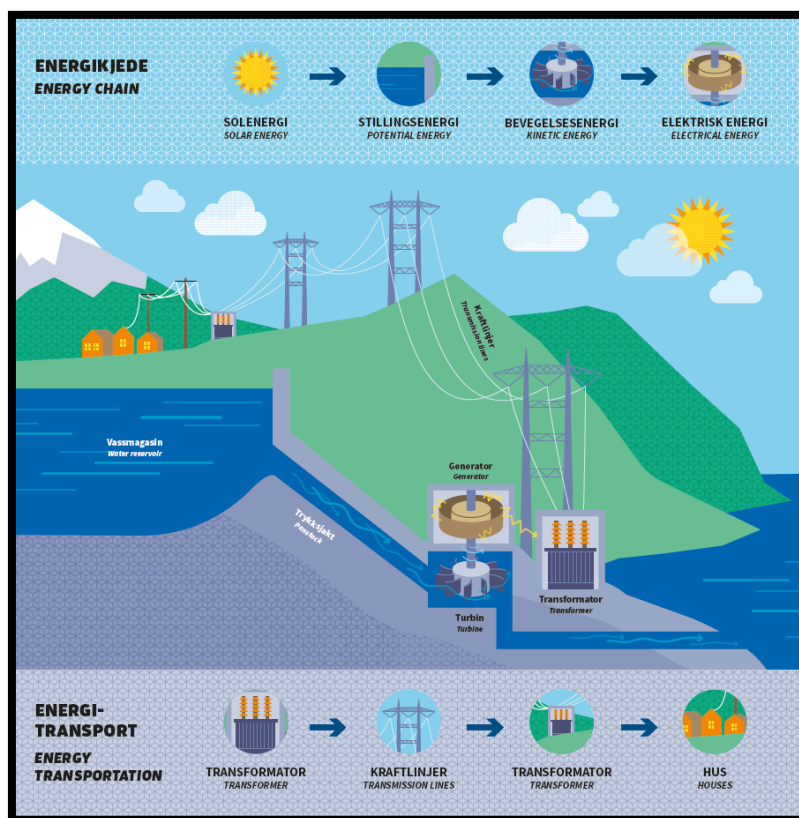 ENERGIKJEDE
ENERGY CHAIN
SOLENERGI
SOLAR ENERGY
STILLINGSENERGI
POTENTIAL ENERGY
BEVEGELSESENERGI
KINETIC ENERGY
ELEKTRISK ENERGI
ELECTRICAL ENERGY
Kraftlinjer
Transmission lines
Vassmagasin
Water reservoir
Generator
Generator
Trykksjakt
Penstock
Transformator
Transformer
Turbin
Turbine
ENERGI-
TRANSPORT
ENERGY
TRANSPORTATION
TRANSFORMATOR
TRANSFORMER
KRAFTLINJER
TRANSMISSION LINES
TRANSFORMATOR
TRANSFORMER
HUS
HOUSES